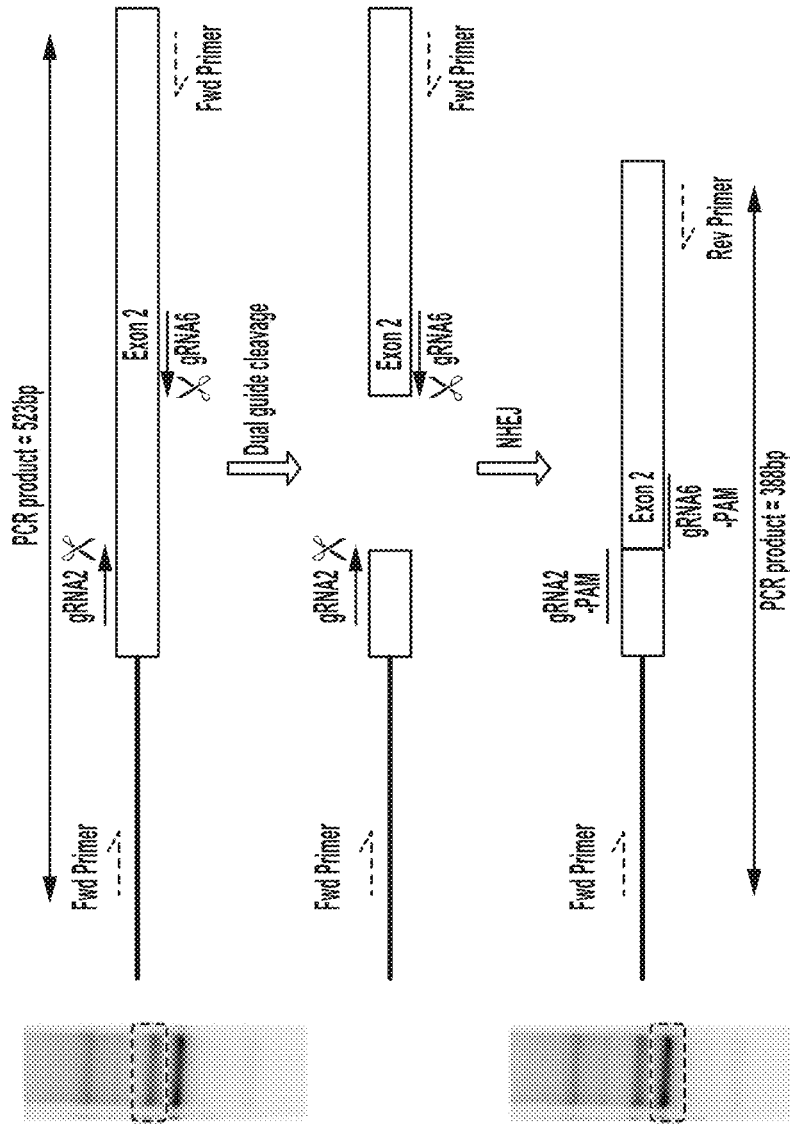 PCR product = 523bp
Fwd Primer
gRNA2
Exon 2
gRNA6
Fwd Primer
Dual guide cleavage
Fwd Primer
gRNA2
Exon 2
gRNA6
Fwd Primer
NHEJ
Fwd Primer
gRNA2
-PAM
Exon 2
gRNA6
-PAM
Rev Primer
PCR product = 388bp